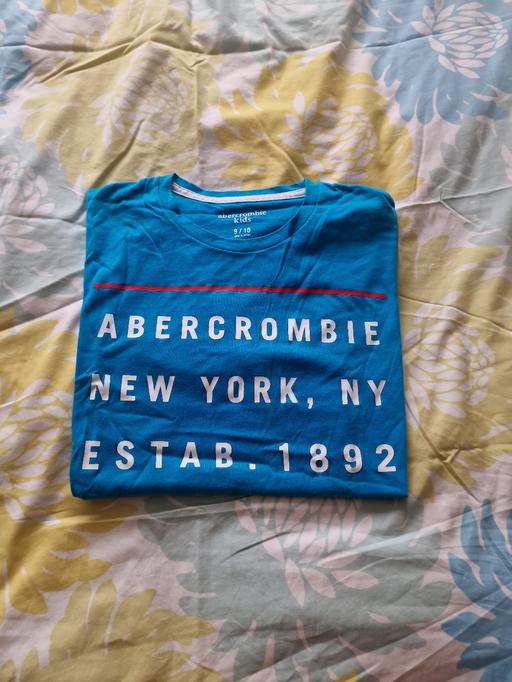 abercrombie
kids
9 / 10
ABERCROMBIE
NEW YORK, NY
ESTAB. 1892